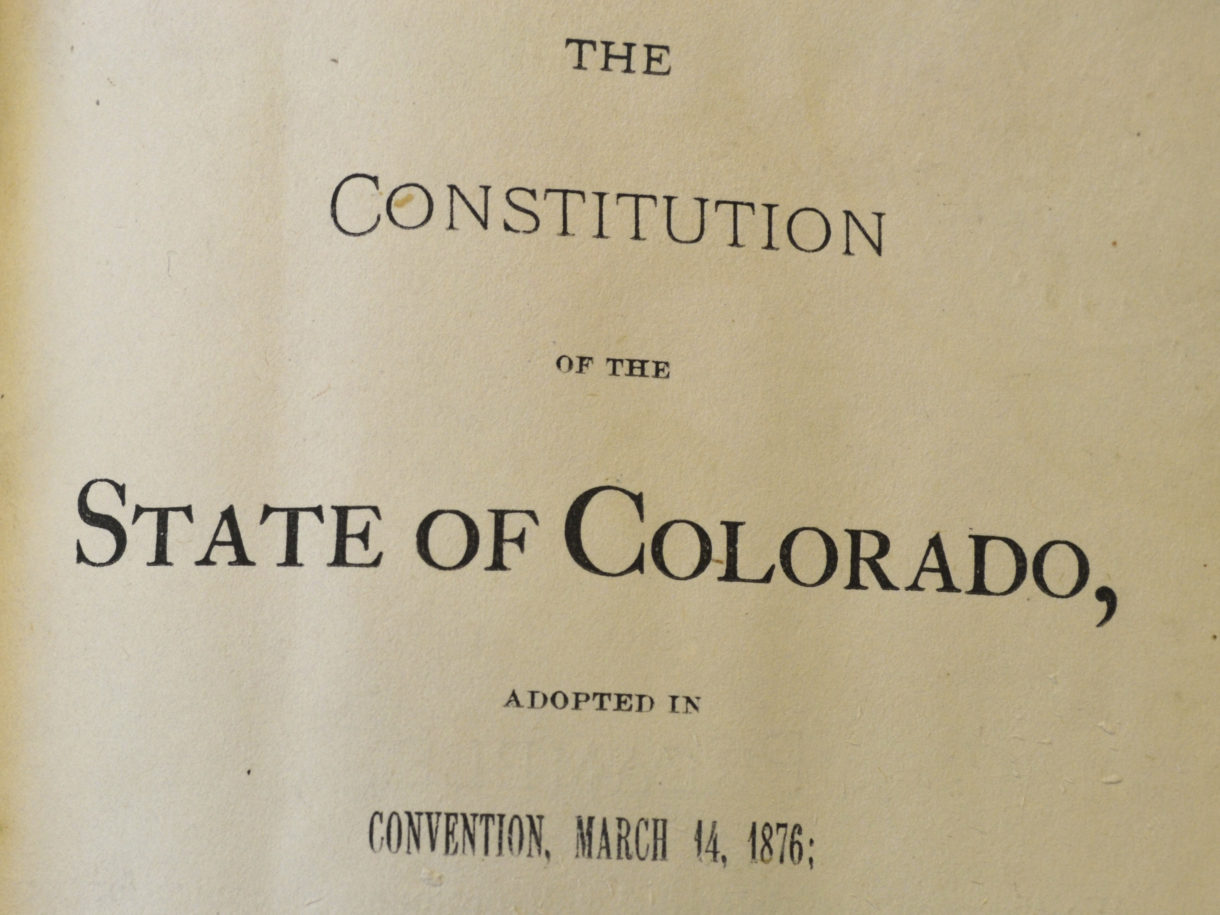 THE
CONSTITUTION
OF THE
STATE OF COLORADO,
ADOPTED IN
CONVENTION, MARCH 14, 1876;